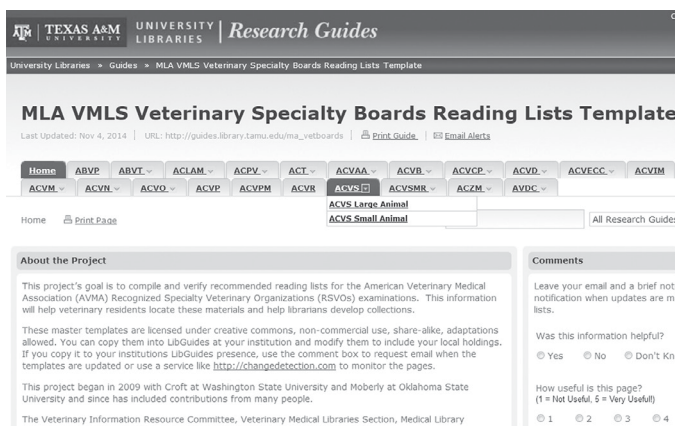 TEXAS A&M UNIVERSITY
UNIVERSITY LIBRARIES
Research Guides
University Libraries » Guides » MLA VMLS Veterinary Specialty Boards Reading Lists Template
MLA VMLS Veterinary Specialty Boards Reading Lists Template
Last Updated: Nov 4, 2014 | URL: http://guides.library.tamu.edu/ma_vetboards | Print Guide | Email Alerts
Home ABVP ABVT ACLAM ACPV ACT ACVAA ACVB ACVCP ACVD ACVECC ACVIM
ACVM ACVN ACVO ACVP ACVPM ACVR ACVS ACVSMR ACZM AVDC
ACVS Large Animal
ACVS Small Animal
Home Print Page
All Research Guides
About the Project
This project's goal is to compile and verify recommended reading lists for the American Veterinary Medical
Association (AVMA) Recognized Specialty Veterinary Organizations (RSVOs) examinations. This information
will help veterinary residents locate these materials and help librarians develop collections.
These master templates are licensed under creative commons, non-commercial use, share-alike, adaptations
allowed. You can copy them into LibGuides at your institution and modify them to include your local holdings.
If you copy it to your institutions LibGuides presence, use the comment box to request email when the
templates are updated or use a service like http://changedetection.com to monitor the pages.
This project began in 2009 with Croft at Washington State University and Moberly at Oklahoma State
University and since has included contributions from many people.
The Veterinary Information Resource Committee, Veterinary Medical Libraries Section, Medical Library
Comments
Leave your email and a brief not
notification when updates are m
lists.
Was this information helpful?
Yes No Don't Kn
How useful is this page?
(1 = Not Useful, 5 = Very Useful!)
1 2 3 4